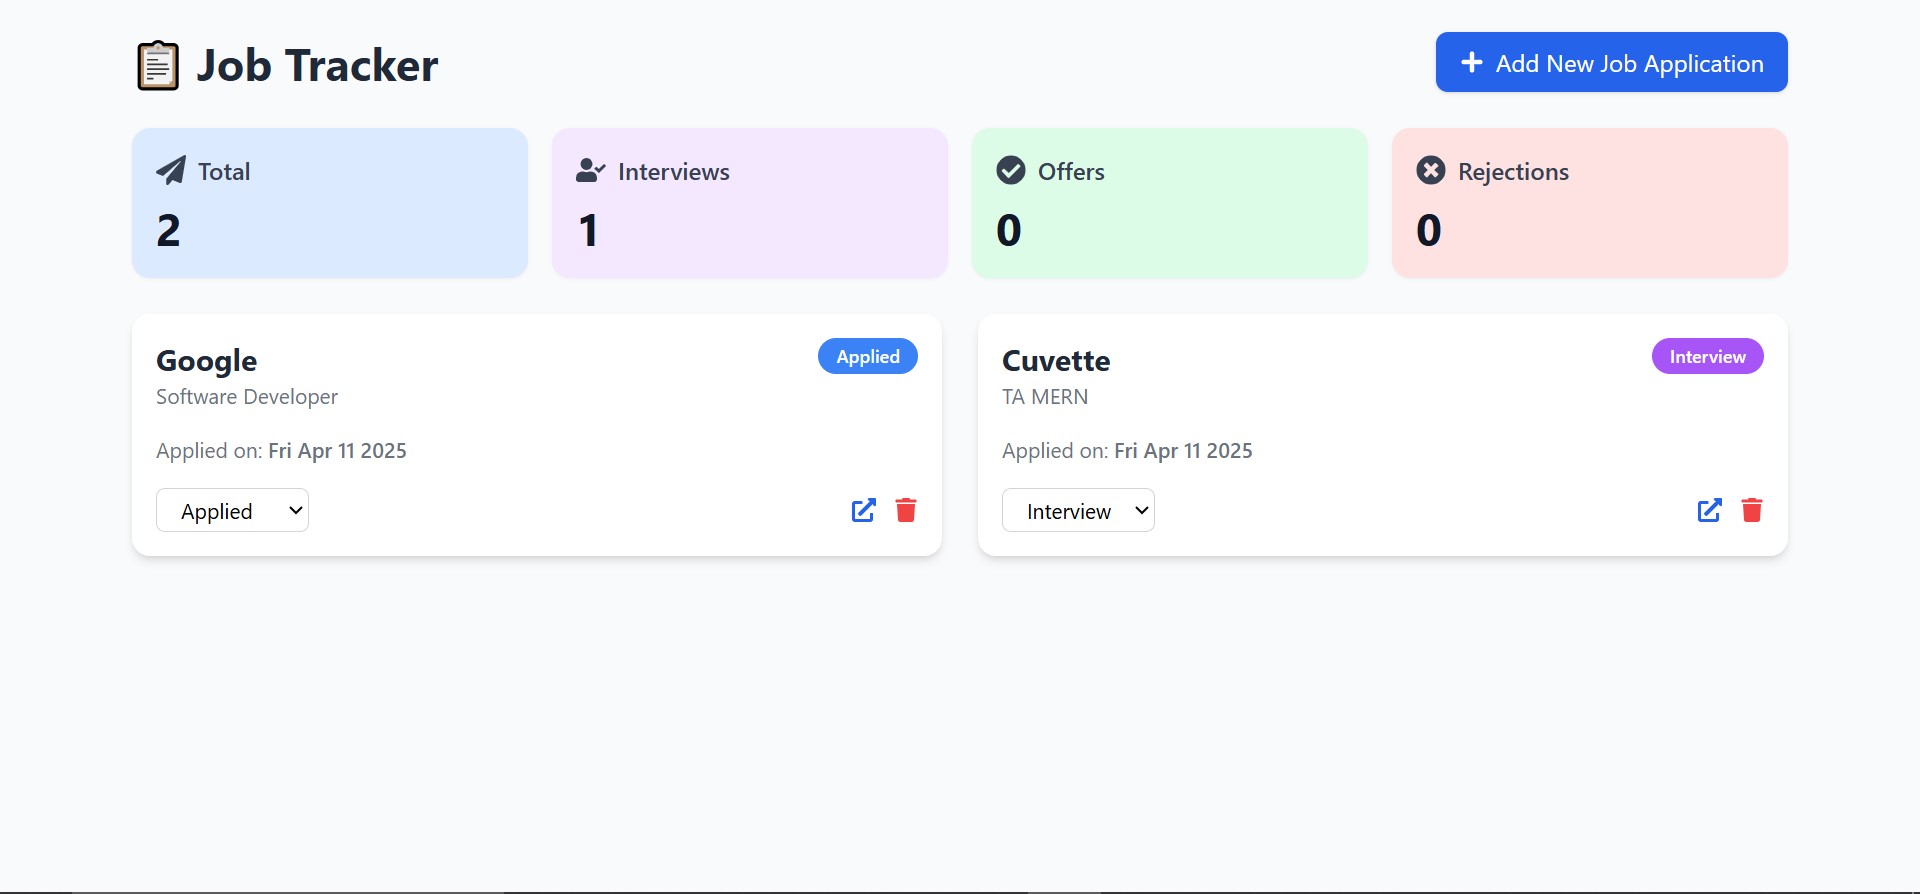 Job Tracker
Add New Job Application
Total
2
Interviews
1
Offers
0
Rejections
0
Google
Applied
Software Developer
Applied on: Fri Apr 11 2025
Applied
Cuvette
Interview
TA MERN
Applied on: Fri Apr 11 2025
Interview